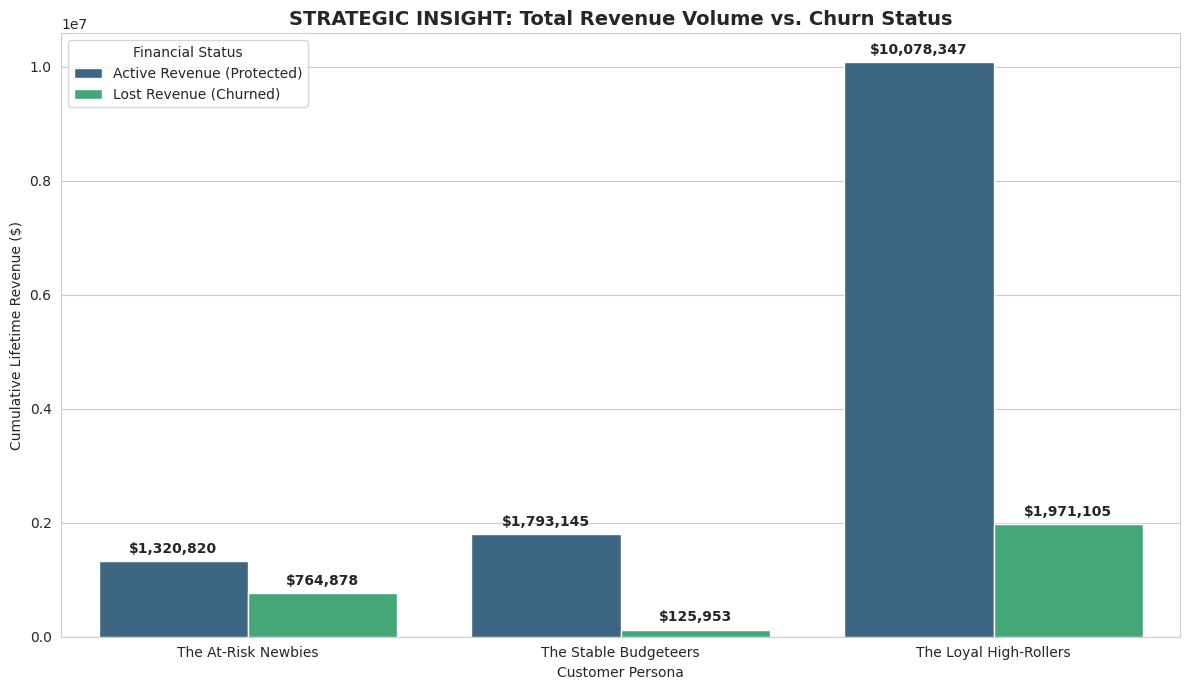 STRATEGIC INSIGHT: Total Revenue Volume vs. Churn Status
1e7
Financial Status
Active Revenue (Protected)
Lost Revenue (Churned)
$10,078,347
1.0
0.8
0.6
0.4
0.2
0.0
Cumulative Lifetime Revenue ($)
$1,320,820
$764,878
$1,793,145
$125,953
$1,971,105
The At-Risk Newbies
The Stable Budgeteers
The Loyal High-Rollers
Customer Persona